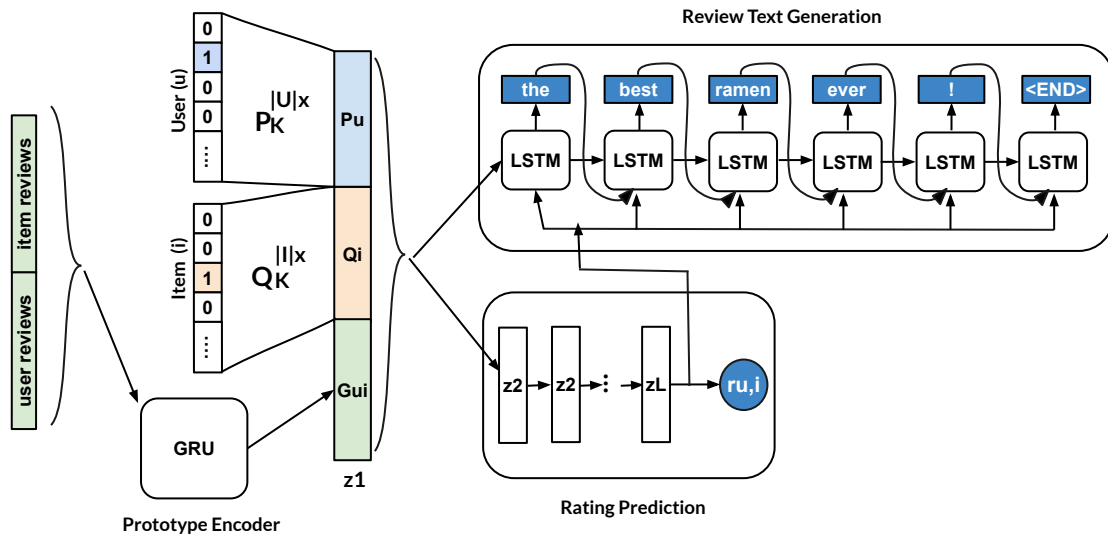 Review Text Generation
0
1
0
0
....
User (u)
P K |U|x
Pu
item reviews
user reviews
0
0
1
0
....
Item (i)
Q K |I|x
Qi
Gui
z1
GRU
Prototype Encoder
the best ramen ever ! <END>
LSTM LSTM LSTM LSTM LSTM LSTM
z2 z2 ... zL ru,i
Rating Prediction